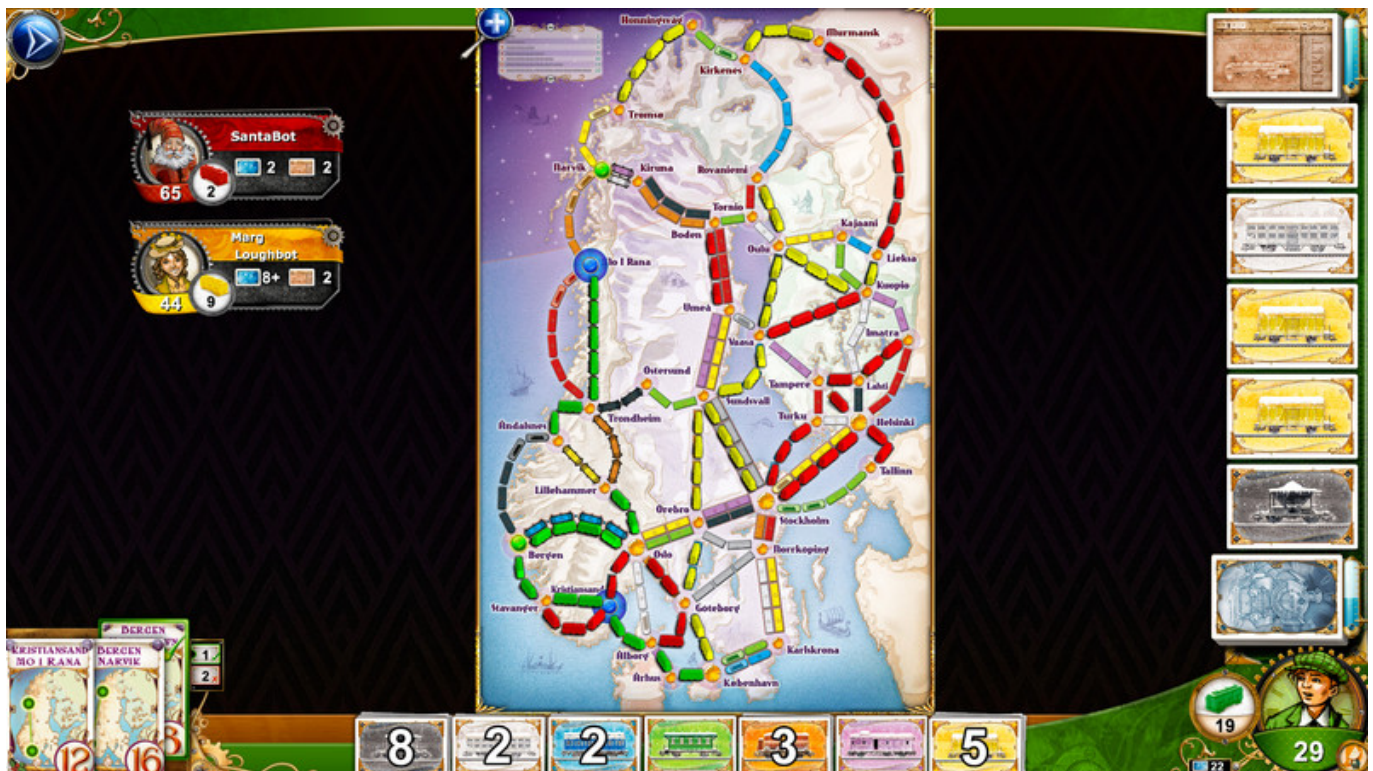 Honningsvåg
Murmansk
Kirkenes
Tromsø
Narvik
Kiruna
Rovaniemi
Tornio
Boden
Oulu
Kajaani
Lieksa
Mo I Rana
Kuopio
Umeå
Vaasa
Imatra
Östersund
Tampere
Lahti
Sundsvall
Turku
Helsinki
Trondheim
Åndalsnes
Tallinn
Lillehammer
Örebro
Stockholm
Bergen
Oslo
Norrköping
Kristiansand
Stavanger
Göteborg
Ålborg
Karlskrona
Århus
København
SantaBot
65
2
2
2
Marg
Loughbot
44
9
8+
2
BERGEN
KRISTIANSAND
MO I RANA
12
BERGEN
NARVIK
16
1
2
8
2
2
3
5
19
22
29